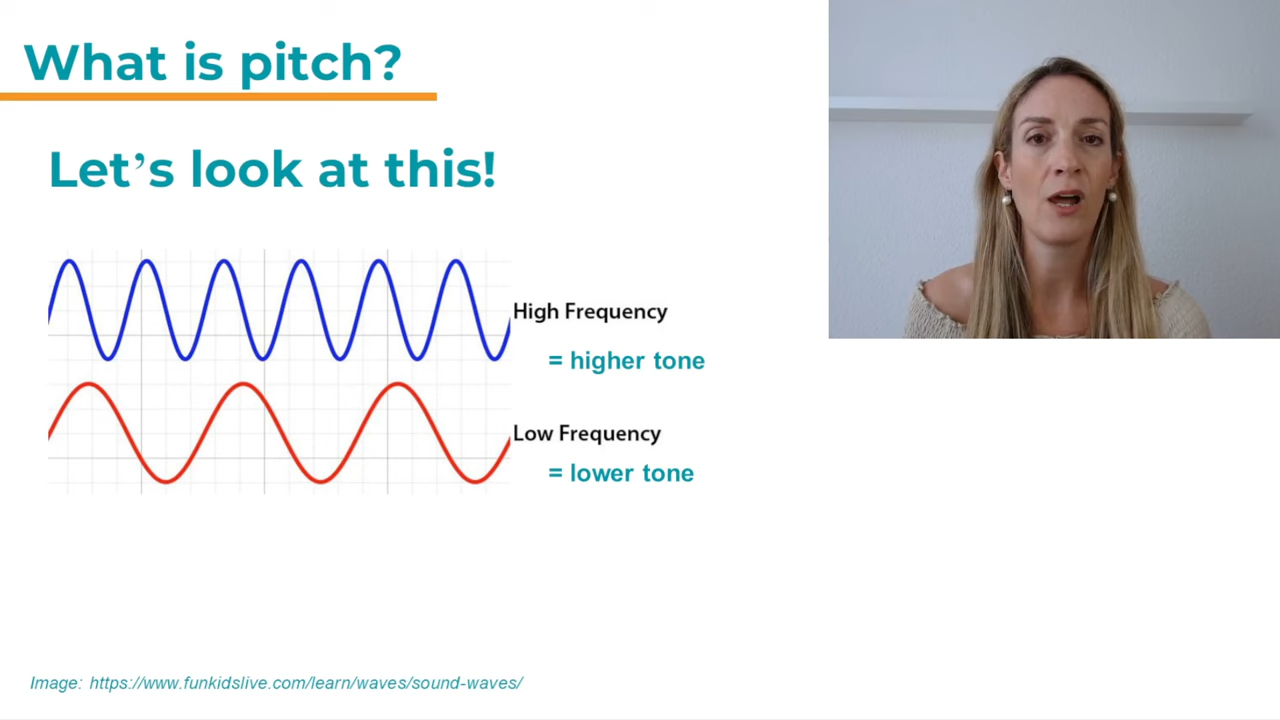 What is pitch?
Let’s look at this!
High Frequency
= higher tone
Low Frequency
= lower tone
Image: https://www.funkidslive.com/learn/waves/sound-waves/